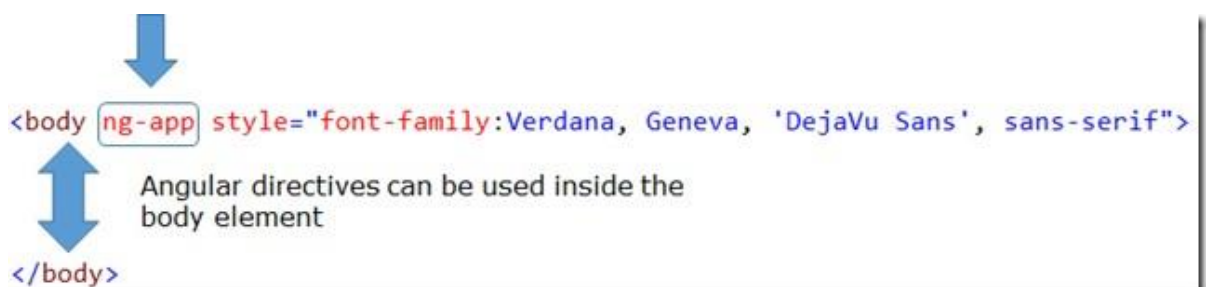 <body ng-app style="font-family:Verdana, Geneva, 'DejaVu Sans', sans-serif">
Angular directives can be used inside the
body element
</body>